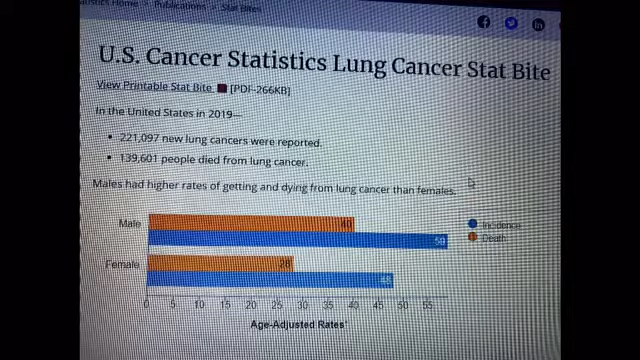 atistics Home > Publications > Stat Bites
U.S. Cancer Statistics Lung Cancer Stat Bite
View Printable Stat Bite [PDF-266KB]
In the United States in 2019—
• 221,097 new lung cancers were reported.
• 139,601 people died from lung cancer.
Males had higher rates of getting and dying from lung cancer than females.
Male
40
59
Incidence
Death
Female
28
48
0 5 10 15 20 25 30 35 40 45 50 55
Age-Adjusted Rates*